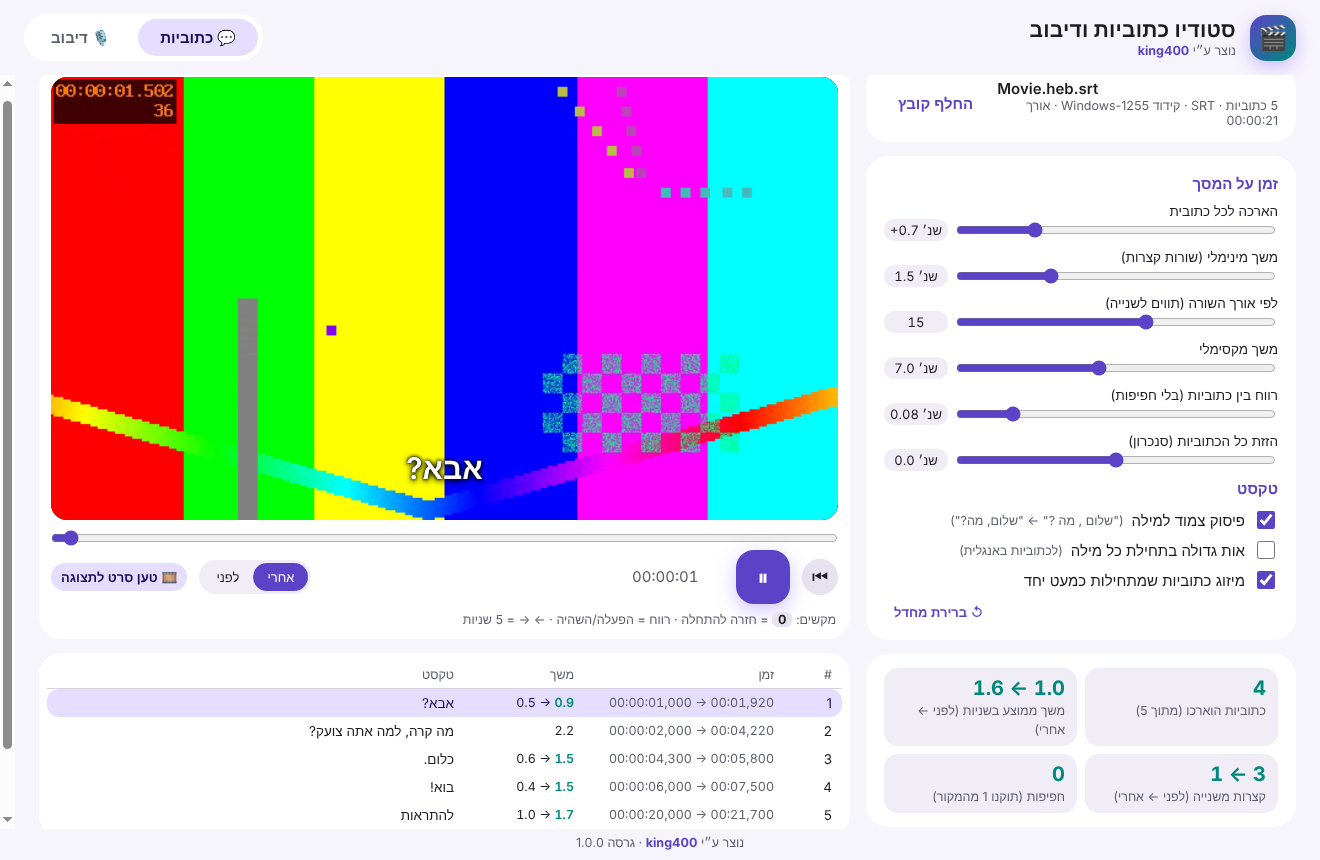 סטודיו כתוביות ודיבוב
נוצר ע״י king400
💬 כתוביות
🎙️ דיבוב
Movie.heb.srt
5 כתוביות · SRT · קידוד Windows-1255 · אורך
00:00:21
החלף קובץ
זמן על המסך
הארכה לכל כתובית
+0.7 שנ׳
משך מינימלי (שורות קצרות)
1.5 שנ׳
לפי אורך השורה (תווים לשנייה)
15
משך מקסימלי
7.0 שנ׳
רווח בין כתוביות (בלי חפיפות)
0.08 שנ׳
הזזת כל הכתוביות (סנכרון)
0.0 שנ׳
טקסט
פיסוק צמוד למילה ("שלום , מה ?" ← "שלום, מה?")
אות גדולה בתחילת כל מילה (לכתוביות באנגלית)
מיזוג כתוביות שמתחילות כמעט יחד
↺ ברירת מחדל
4
כתוביות הוארכו (מתוך 5)
1.0 ← 1.6
משך ממוצע בשניות (לפני ←
אחרי)
3 ← 1
קצרות משנייה (לפני ← אחרי)
0
חפיפות (תוקנו 1 מהמקור)
00:00:01.502
36
אבא?
⏮
⏸
00:00:01
אחרי
לפני
🎞️ טען סרט לתצוגה
מקשים: 0 = חזרה להתחלה · רווח = הפעלה/השהיה · ← → = 5 שניות
# זמן משך טקסט
1 00:00:01,000 → 00:01,920 0.5 → 0.9 אבא?
2 00:00:02,000 → 00:04,220 2.2 מה קרה, למה אתה צועק?
3 00:00:04,300 → 00:05,800 0.6 → 1.5 כלום.
4 00:00:06,000 → 00:07,500 0.4 → 1.5 בוא!
5 00:00:20,000 → 00:21,700 1.0 → 1.7 להתראות
נוצר ע״י king400 · גרסה 1.0.0